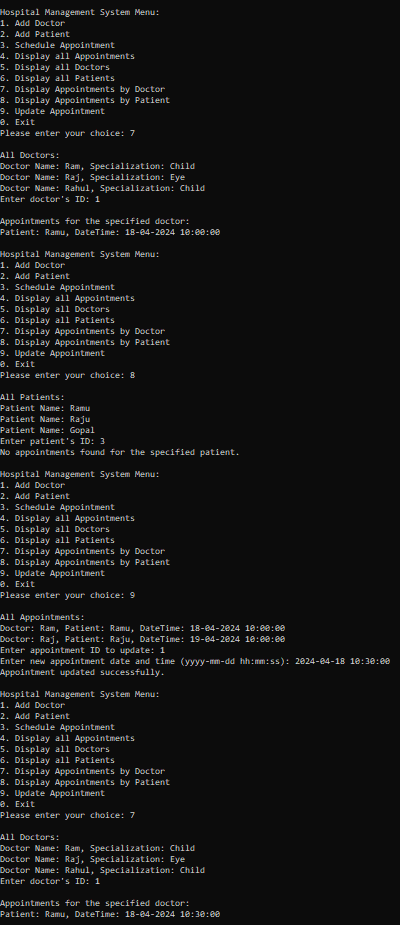 Hospital Management System Menu:
1. Add Doctor
2. Add Patient
3. Schedule Appointment
4. Display all Appointments
5. Display all Doctors
6. Display all Patients
7. Display Appointments by Doctor
8. Display Appointments by Patient
9. Update Appointment
0. Exit
Please enter your choice: 7
All Doctors:
Doctor Name: Ram, Specialization: Child
Doctor Name: Raj, Specialization: Eye
Doctor Name: Rahul, Specialization: Child
Enter doctor's ID: 1
Appointments for the specified doctor:
Patient: Ramu, DateTime: 18-04-2024 10:00:00
Hospital Management System Menu:
1. Add Doctor
2. Add Patient
3. Schedule Appointment
4. Display all Appointments
5. Display all Doctors
6. Display all Patients
7. Display Appointments by Doctor
8. Display Appointments by Patient
9. Update Appointment
0. Exit
Please enter your choice: 8
All Patients:
Patient Name: Ramu
Patient Name: Raju
Patient Name: Gopal
Enter patient's ID: 3
No appointments found for the specified patient.
Hospital Management System Menu:
1. Add Doctor
2. Add Patient
3. Schedule Appointment
4. Display all Appointments
5. Display all Doctors
6. Display all Patients
7. Display Appointments by Doctor
8. Display Appointments by Patient
9. Update Appointment
0. Exit
Please enter your choice: 9
All Appointments:
Doctor: Ram, Patient: Ramu, DateTime: 18-04-2024 10:00:00
Doctor: Raj, Patient: Raju, DateTime: 19-04-2024 10:00:00
Enter appointment ID to update: 1
Enter new appointment date and time (yyyy-mm-dd hh:mm:ss): 2024-04-18 10:30:00
Appointment updated successfully.
Hospital Management System Menu:
1. Add Doctor
2. Add Patient
3. Schedule Appointment
4. Display all Appointments
5. Display all Doctors
6. Display all Patients
7. Display Appointments by Doctor
8. Display Appointments by Patient
9. Update Appointment
0. Exit
Please enter your choice: 7
All Doctors:
Doctor Name: Ram, Specialization: Child
Doctor Name: Raj, Specialization: Eye
Doctor Name: Rahul, Specialization: Child
Enter doctor's ID: 1
Appointments for the specified doctor:
Patient: Ramu, DateTime: 18-04-2024 10:30:00